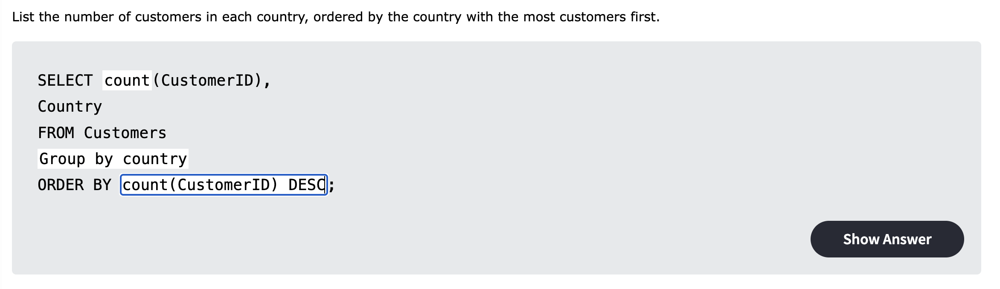 List the number of customers in each country, ordered by the country with the most customers first.
SELECT count(CustomerID),
Country
FROM Customers
Group by country
ORDER BY count(CustomerID) DESC;
Show Answer